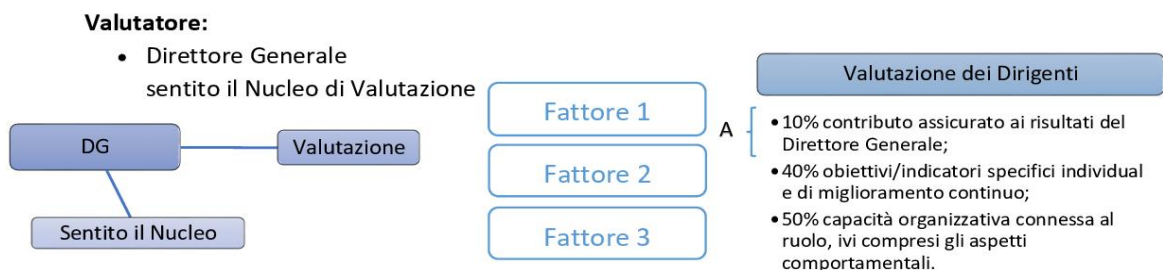 Valutatore:
• Direttore Generale
sentito il Nucleo di Valutazione
DG
Valutazione
Sentito il Nucleo
Fattore 1
Fattore 2
Fattore 3
A
Valutazione dei Dirigenti
• 10% contributo assicurato ai risultati del
Direttore Generale;
• 40% obiettivi/indicatori specifici individual
e di miglioramento continuo;
• 50% capacità organizzativa connessa al
ruolo, ivi compresi gli aspetti
comportamentali.